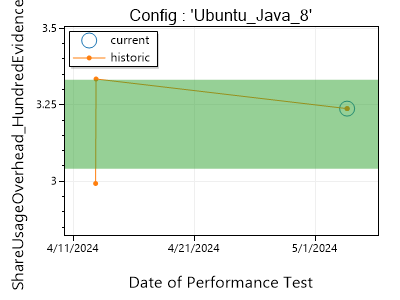 Config : 'Ubuntu_Java_8'
ShareUsageOverhead_HundredEvidence
3.5
3.25
3
current
historic
4/11/2024
4/21/2024
5/1/2024
Date of Performance Test